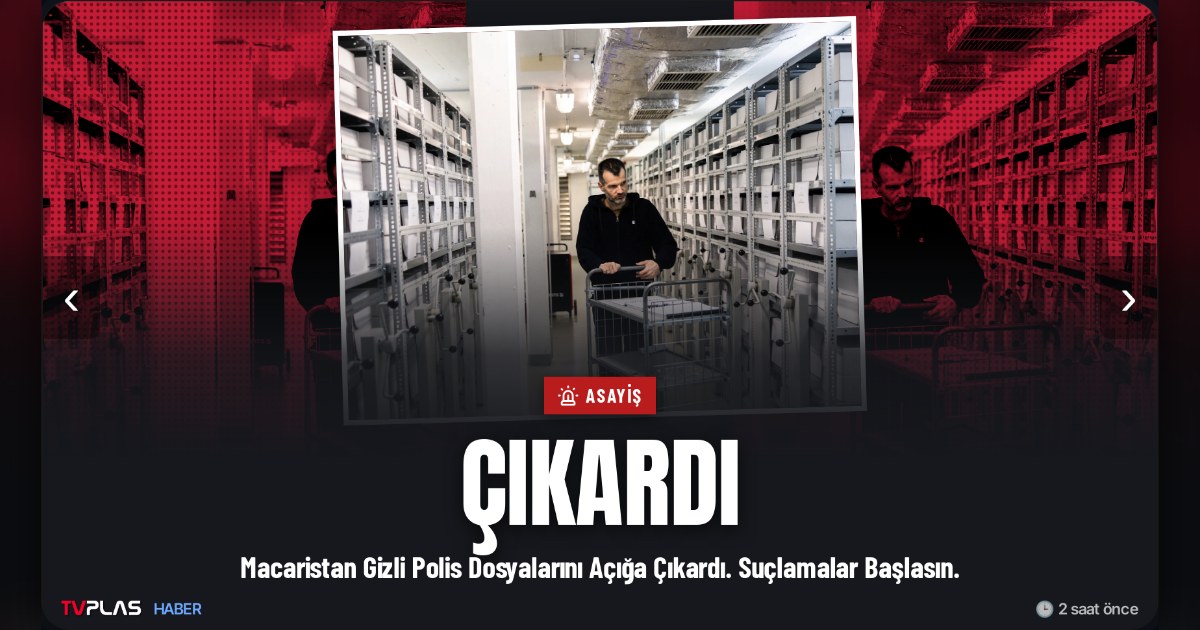 ASAYİŞ
ÇIKARDI
Macaristan Gizli Polis Dosyalarını Açığa Çıkardı. Suçlamalar Başlasın.
TVPLAS HABER
2 saat önce